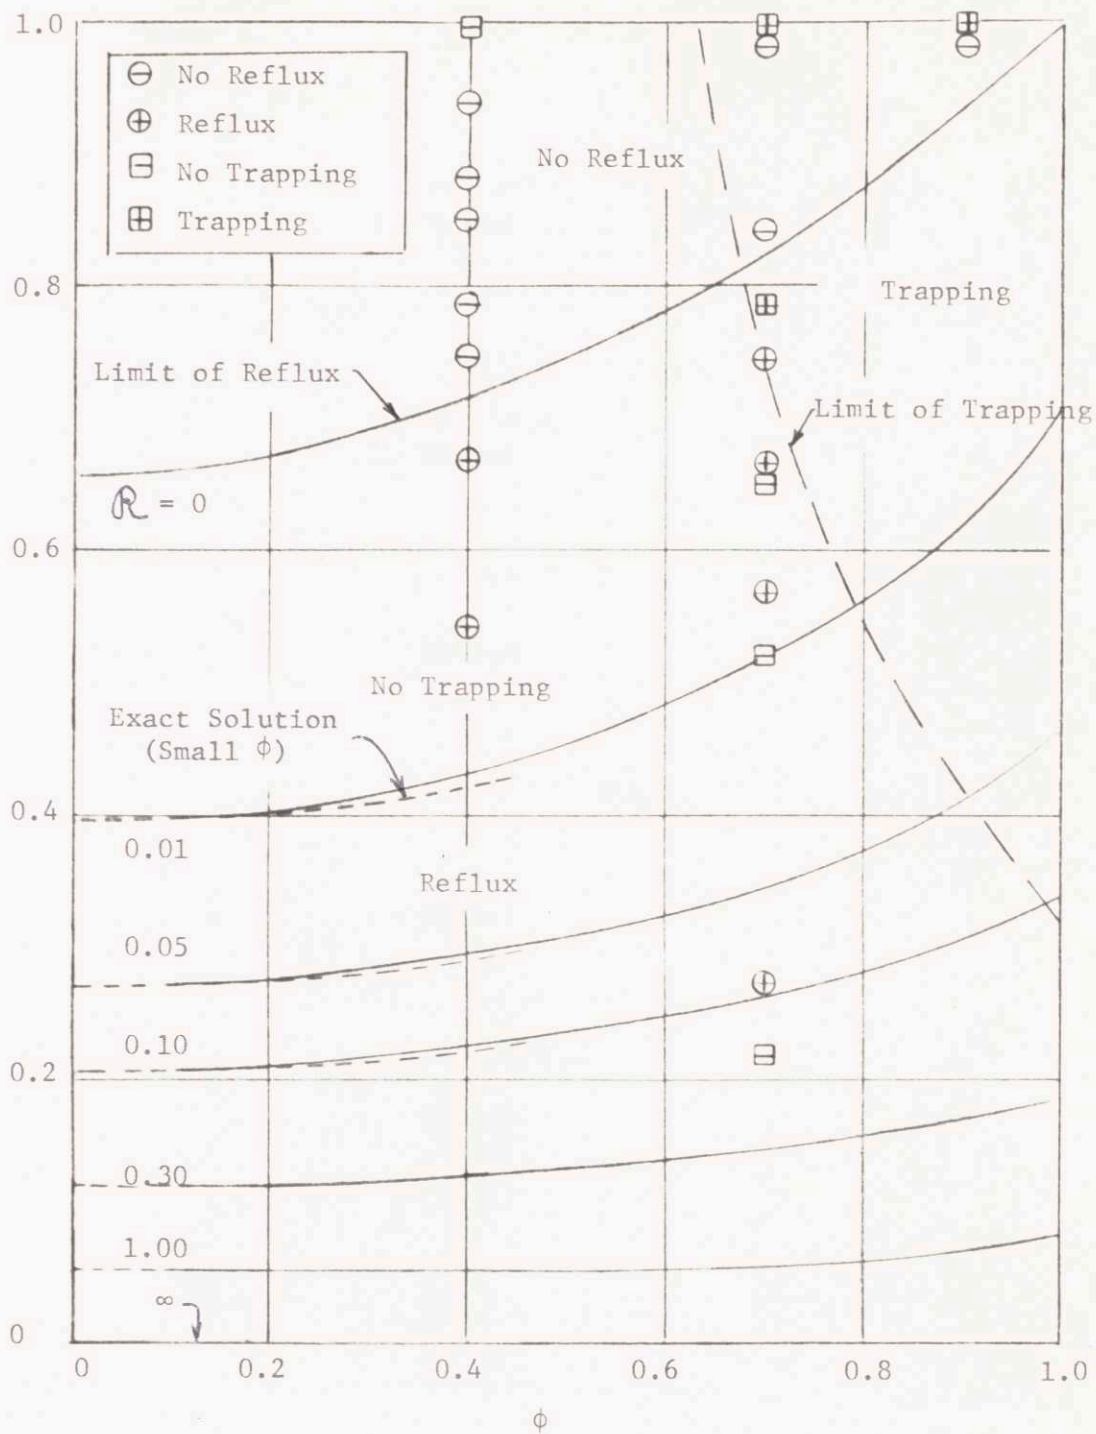 1.0
No Reflux
Reflux
No Trapping
Trapping
No Reflux
0.8
Trapping
Limit of Reflux
Limit of Trapping
ℛ = 0
0.6
No Trapping
Exact Solution
(Small ϕ)
0.4
0.01
Reflux
0.05
0.10
0.2
0.30
1.00
∞
0
0 0.2 0.4 0.6 0.8 1.0
ϕ